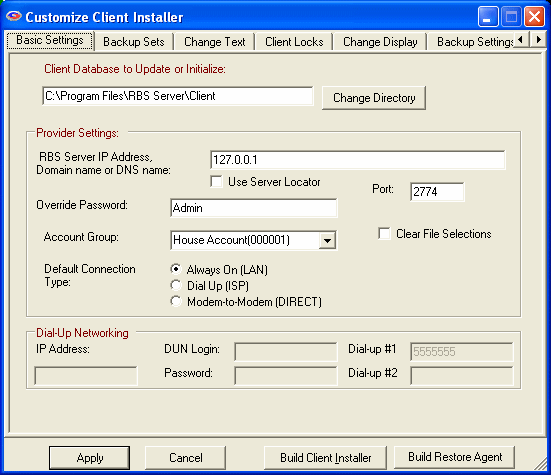 Customize Client Installer
Basic Settings Backup Sets Change Text Client Locks Change Display Backup Settings
Client Database to Update or Initialize:
C:\Program Files\RBS Server\Client Change Directory
Provider Settings:
RBS Server IP Address,
Domain name or DNS name: 127.0.0.1
Use Server Locator Port: 2774
Override Password: Admin
Account Group: House Account(000001) Clear File Selections
Default Connection
Type: Always On (LAN)
Dial Up (ISP)
Modem-to-Modem (DIRECT)
Dial-Up Networking
IP Address: DUN Login: Dial-up #1 5555555
Password: Dial-up #2
Apply Cancel Build Client Installer Build Restore Agent